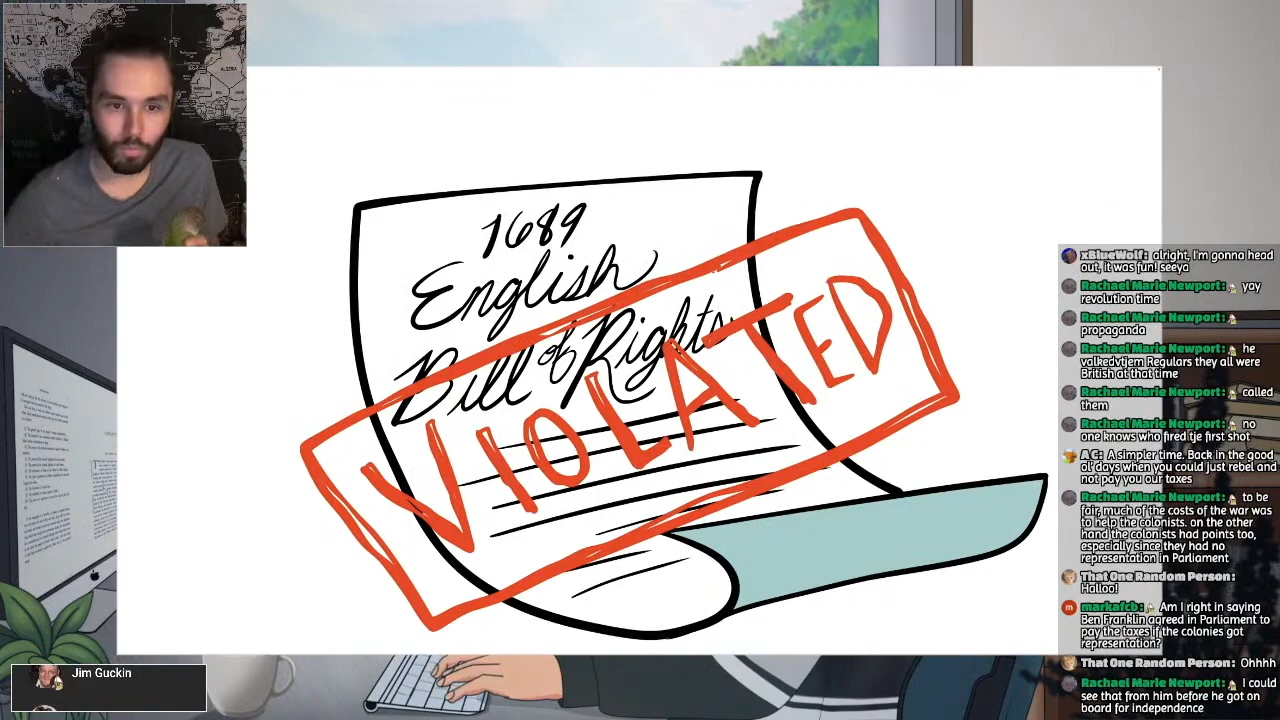 USA
MEXICO
ALGERIA
1689
English
Bill of Rights
VIOLATED
xBlueWolf: alright, I'm gonna head
out, it was fun! seeya
Rachael Marie Newport: yay
revolution time
Rachael Marie Newport:
propaganda
Rachael Marie Newport: he
valkedvtjem Regulars they all were
British at that time
Rachael Marie Newport: called
them
Rachael Marie Newport: no
one knows who fired tje first shot
A C: A simpler time. Back in the good
ol' days when you could just rebel and
not pay you our taxes
Rachael Marie Newport: to be
fair, much of the costs of the war was
to help the colonists. on the other
hand the colonists had points too,
especially since they had no
representation in Parliament
That One Random Person:
Halloo!
markafcb: Am I right in saying
Ben Franklin agreed in Parliament to
pay the taxes if the colonies got
representation?
That One Random Person: Ohhhh
Rachael Marie Newport: I could
see that from him before he got on
board for independence
Jim Guckin